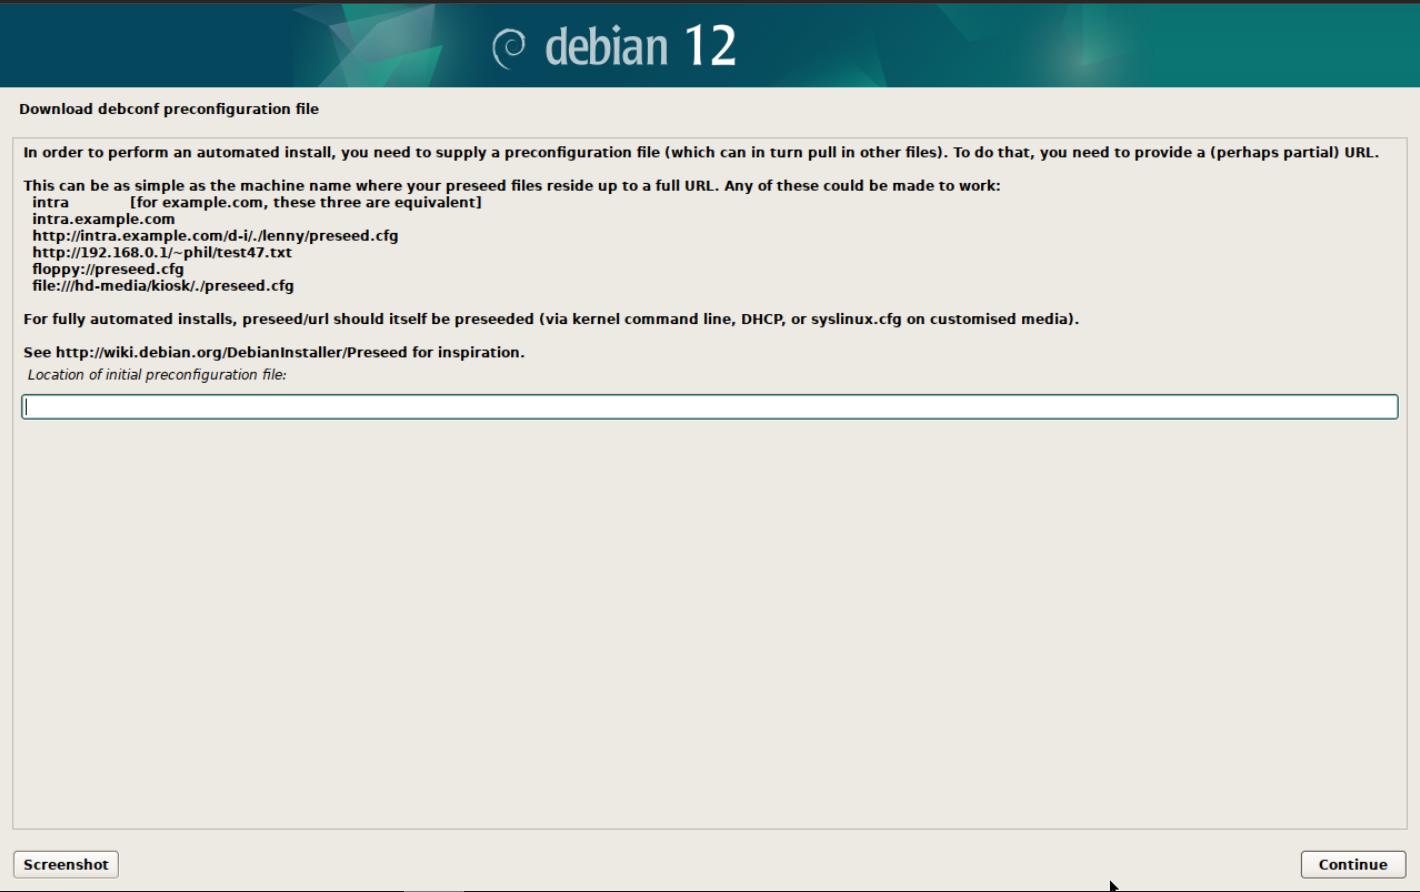 debian 12
Download debconf preconfiguration file
In order to perform an automated install, you need to supply a preconfiguration file (which can in turn pull in other files). To do that, you need to provide a (perhaps partial) URL.
This can be as simple as the machine name where your preseed files reside up to a full URL. Any of these could be made to work:
intra [for example.com, these three are equivalent]
intra.example.com
http://intra.example.com/d-i/./lenny/preseed.cfg
http://192.168.0.1/~phil/test47.txt
floppy://preseed.cfg
file:///hd-media/kiosk/./preseed.cfg
For fully automated installs, preseed/url should itself be preseeded (via kernel command line, DHCP, or syslinux.cfg on customised media).
See http://wiki.debian.org/DebianInstaller/Preseed for inspiration.
Location of initial preconfiguration file:
Screenshot
Continue